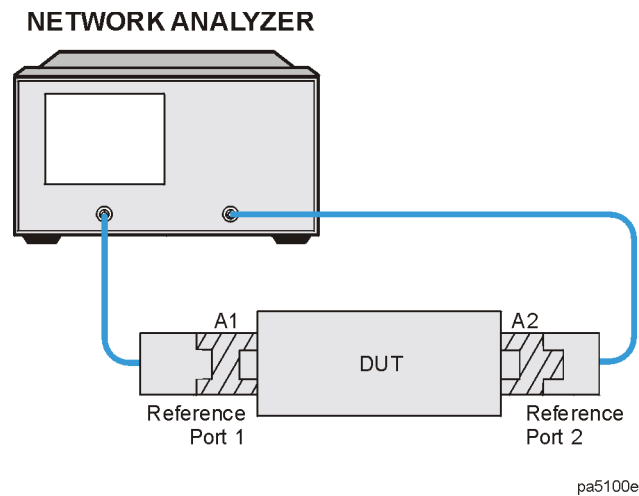 NETWORK ANALYZER
A1
A2
DUT
Reference
Port 1
Reference
Port 2
pa5100e